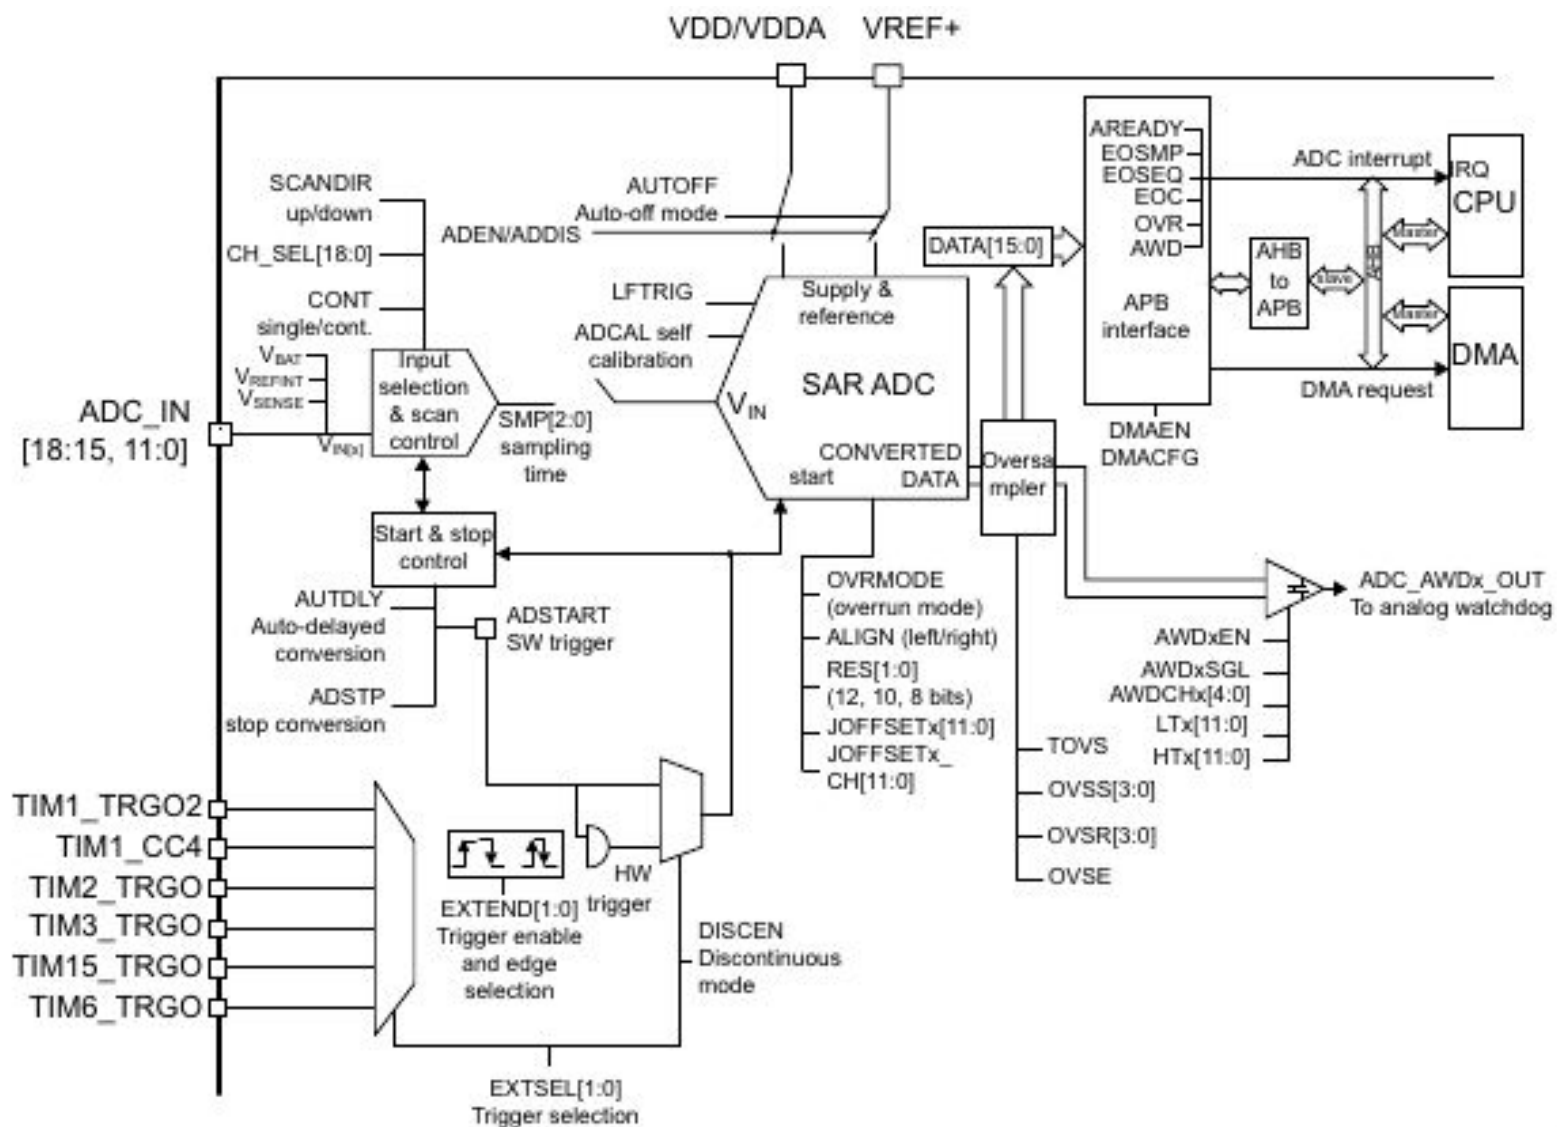 VDD/VDDA
VREF+
SCANDIR
up/down
CH_SEL[18:0]
CONT
single/cont.
VBAT
VREFINT
VSENSE
ADC_IN
[18:15, 11:0]
VIN[x]
Input
selection
& scan
control
SMP[2:0]
sampling
time
AUTOFF
Auto-off mode
ADEN/ADDIS
LFTRIG
ADCAL self
calibration
Supply &
reference
SAR ADC
VIN
CONVERTED
DATA
start
DATA[15:0]
AREADY
EOSMP
EOSEQ
EOC
OVR
AWD
APB
interface
ADC interrupt
IRQ
CPU
Master
AHB
to
APB
slave
Master
DMA
DMA request
DMAEN
DMACFG
Oversa
mpler
Start & stop
control
AUTDLY
Auto-delayed
conversion
ADSTART
SW trigger
ADSTP
stop conversion
OVRMODE
(overrun mode)
ALIGN (left/right)
RES[1:0]
(12, 10, 8 bits)
JOFFSETx[11:0]
JOFFSETx_
CH[11:0]
ADC_AWDx_OUT
To analog watchdog
AWDxEN
AWDxSGL
AWDCHx[4:0]
LTx[11:0]
HTx[11:0]
TOVS
OVSS[3:0]
OVSR[3:0]
OVSE
TIM1_TRGO2
TIM1_CC4
TIM2_TRGO
TIM3_TRGO
TIM15_TRGO
TIM6_TRGO
HW
trigger
EXTEND[1:0]
Trigger enable
and edge
selection
DISCEN
Discontinuous
mode
EXTSEL[1:0]
Trigger selection